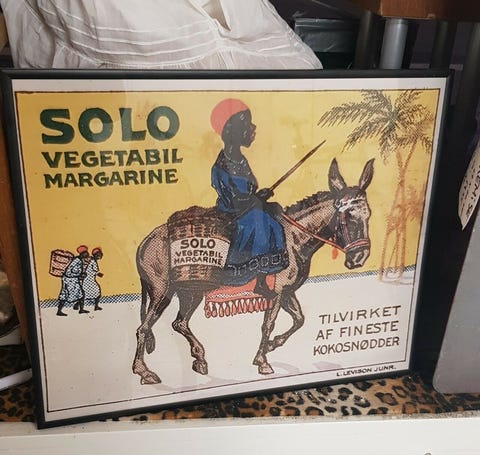 SOLO
VEGETABIL
MARGARINE
SOLO
VEGETABIL
MARGARINE
TILVIRKET
AF FINESTE
KOKOSNØDDER
L. LEVISON JUNR.